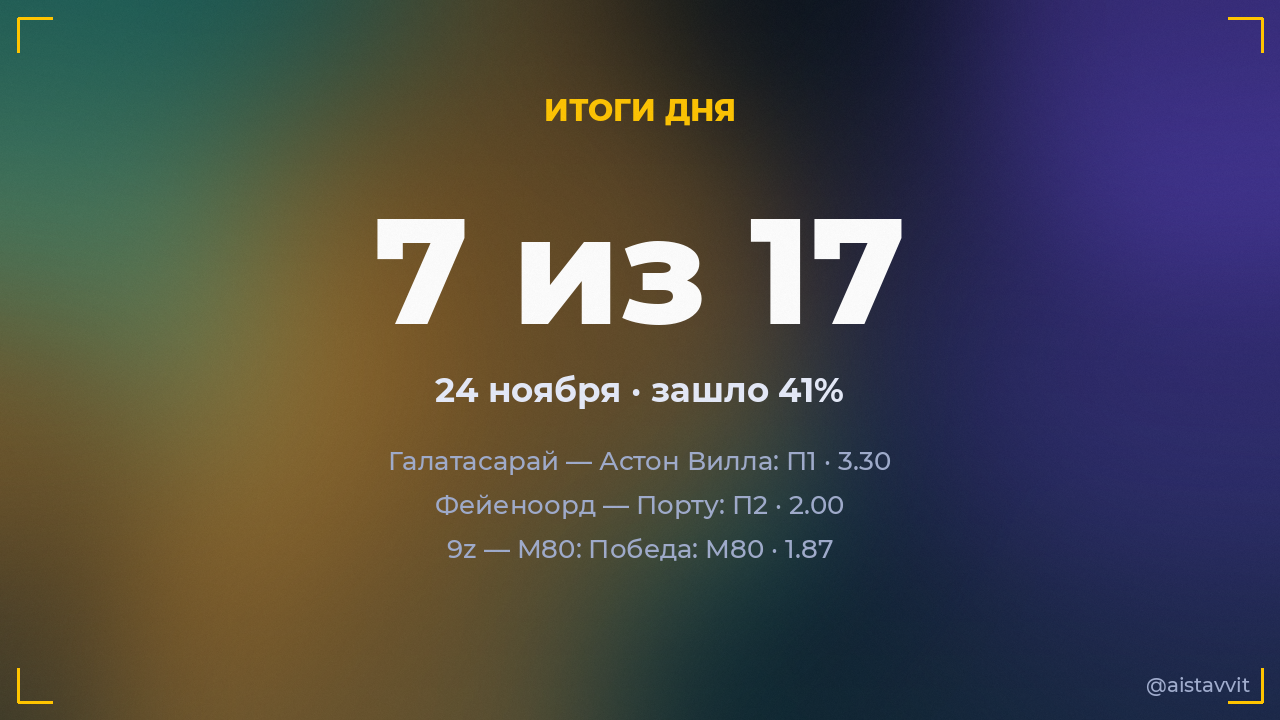 ИТОГИ ДНЯ
7 из 17
24 ноября · зашло 41%
Галатасарай — Астон Вилла: П1 · 3.30
Фейеноорд — Порту: П2 · 2.00
9z — M80: Победа: M80 · 1.87
@aistavvit